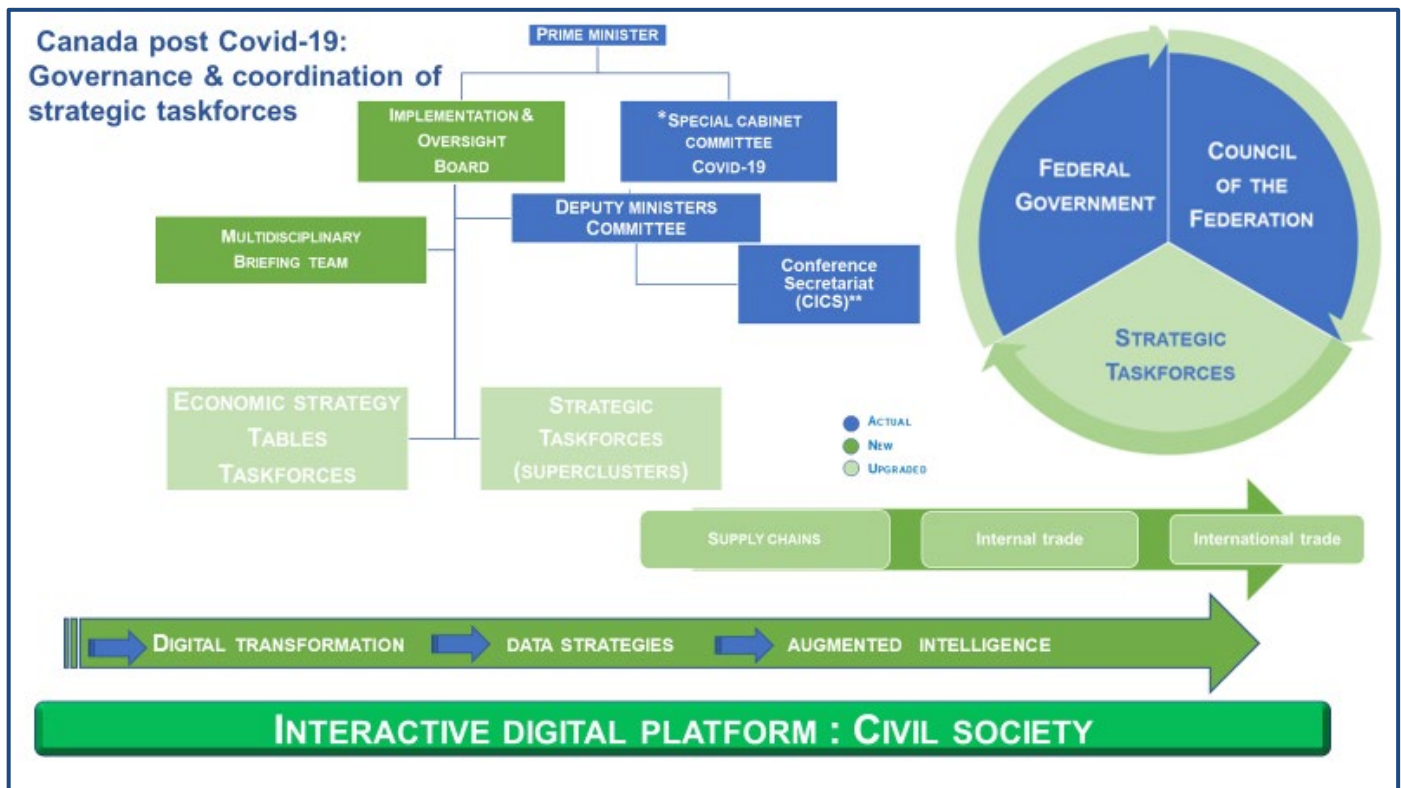 Canada post Covid-19:
Governance & coordination of
strategic taskforces
PRIME MINISTER
IMPLEMENTATION &
OVERSIGHT
BOARD
*SPECIAL CABINET
COMMITTEE
COVID-19
DEPUTY MINISTERS
COMMITTEE
MULTIDISCIPLINARY
BRIEFING TEAM
Conference
Secretariat
(CICS)**
ECONOMIC STRATEGY
TABLES
TASKFORCES
STRATEGIC
TASKFORCES
(SUPERCLUSTERS)
FEDERAL
GOVERNMENT
COUNCIL
OF THE
FEDERATION
STRATEGIC
TASKFORCES
ACTUAL
NEW
UPGRADED
SUPPLY CHAINS
Internal trade
International trade
DIGITAL TRANSFORMATION
DATA STRATEGIES
AUGMENTED INTELLIGENCE
INTERACTIVE DIGITAL PLATFORM : CIVIL SOCIETY